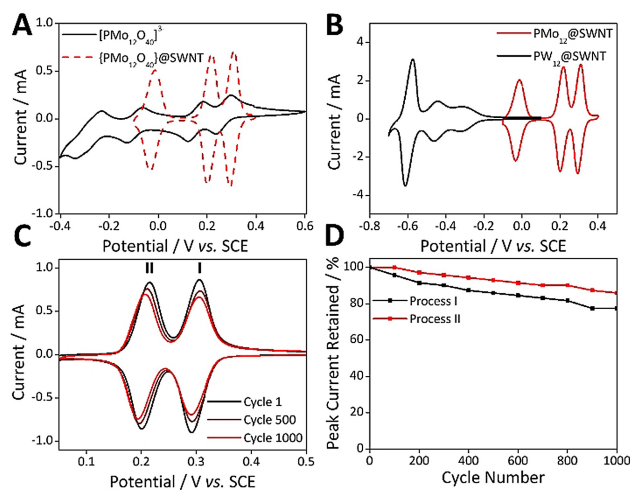 A
[PMo12O40]3
{PMo12O40}@SWNT
1.0
0.5
0.0
-0.5
-1.0
Current / mA
-0.4 -0.2 0.0 0.2 0.4 0.6
Potential / V vs. SCE
B
PMo12@SWNT
PW12@SWNT
4
2
0
-2
-4
Current / mA
-0.8 -0.6 -0.4 -0.2 0.0 0.2 0.4
Potential / V vs. SCE
C
II I
1.0
0.5
0.0
-0.5
-1.0
Current / mA
Cycle 1
Cycle 500
Cycle 1000
0.1 0.2 0.3 0.4 0.5
Potential / V vs. SCE
D
100
80
60
40
20
0
Peak Current Retained / %
Process I
Process II
0 200 400 600 800 1000
Cycle Number